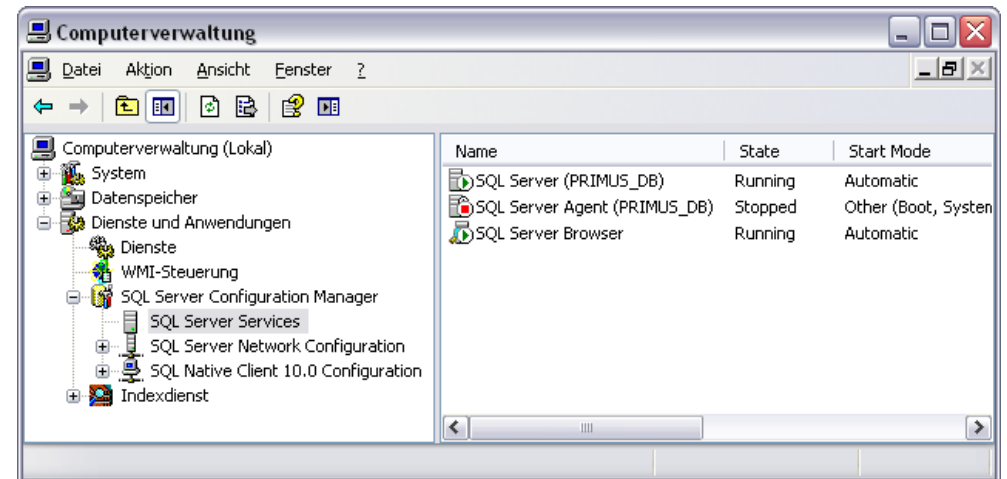 Computerverwaltung
Datei Aktion Ansicht Fenster ?
Computerverwaltung (Lokal)
System
Datenspeicher
Dienste und Anwendungen
Dienste
WMI-Steuerung
SQL Server Configuration Manager
SQL Server Services
SQL Server Network Configuration
SQL Native Client 10.0 Configuration
Indexdienst
Name State Start Mode
SQL Server (PRIMUS_DB) Running Automatic
SQL Server Agent (PRIMUS_DB) Stopped Other (Boot, System
SQL Server Browser Running Automatic